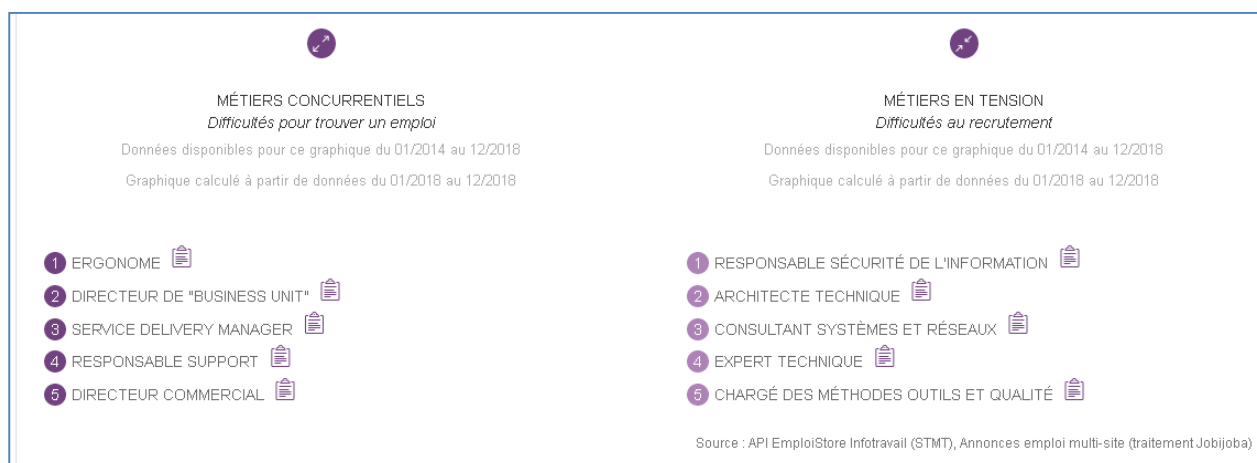 MÉTIERS CONCURRENTIELS
Difficultés pour trouver un emploi
Données disponibles pour ce graphique du 01/2014 au 12/2018
Graphique calculé à partir de données du 01/2018 au 12/2018
1 ERGONOME
2 DIRECTEUR DE "BUSINESS UNIT"
3 SERVICE DELIVERY MANAGER
4 RESPONSABLE SUPPORT
5 DIRECTEUR COMMERCIAL
MÉTIERS EN TENSION
Difficultés au recrutement
Données disponibles pour ce graphique du 01/2014 au 12/2018
Graphique calculé à partir de données du 01/2018 au 12/2018
1 RESPONSABLE SÉCURITÉ DE L'INFORMATION
2 ARCHITECTE TECHNIQUE
3 CONSULTANT SYSTÈMES ET RÉSEAUX
4 EXPERT TECHNIQUE
5 CHARGÉ DES MÉTHODES OUTILS ET QUALITÉ
Source : API EmploiStore Infotravail (STMT), Annonces emploi multi-site (traitement Jobijoba)